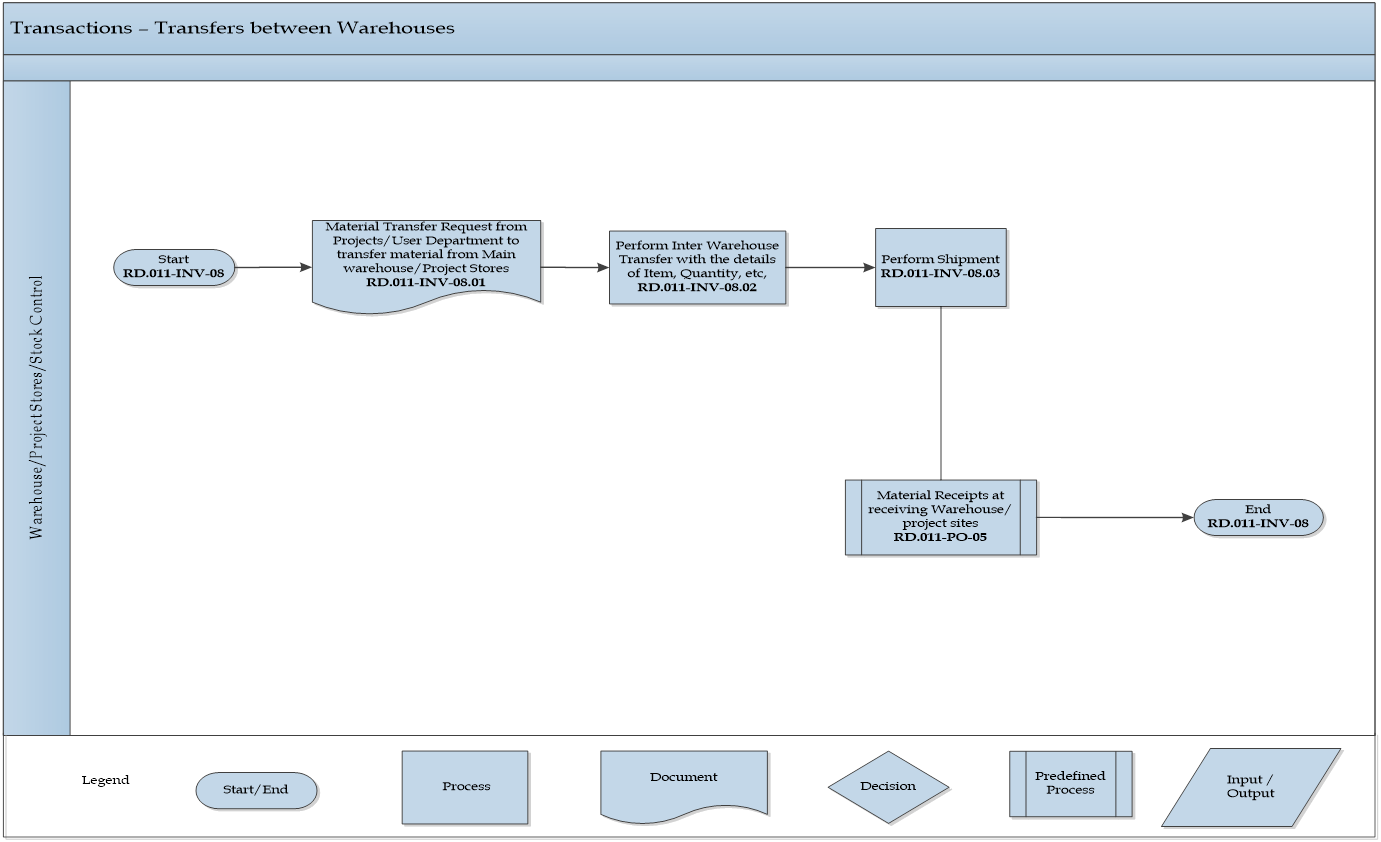 Transactions – Transfers between Warehouses
Warehouse/Project Stores/Stock Control
Start
RD.011-INV-08
Material Transfer Request from
Projects/User Department to
transfer material from Main
warehouse/Project Stores
RD.011-INV-08.01
Perform Inter Warehouse
Transfer with the details
of Item, Quantity, etc,
RD.011-INV-08.02
Perform Shipment
RD.011-INV-08.03
Material Receipts at
receiving Warehouse/
project sites
RD.011-PO-05
End
RD.011-INV-08
Legend
Start/End
Process
Document
Decision
Predefined
Process
Input /
Output